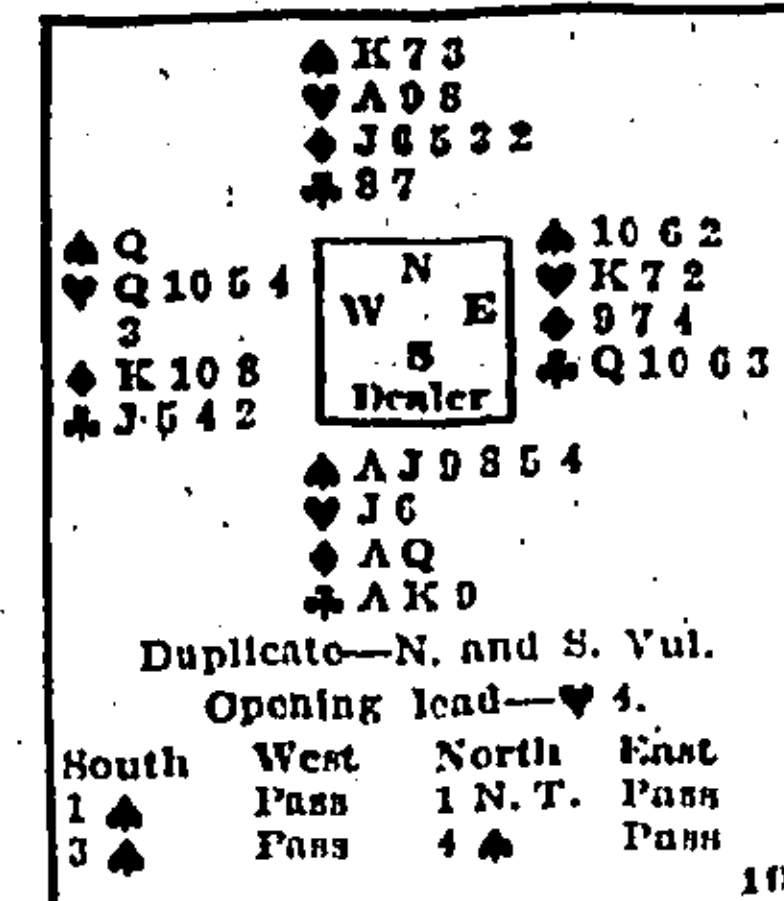 ♠ K 7 3
♥ A 9 8
♦ J 6 5 3 2
♣ 8 7
♠ Q
♥ Q 10 5 4
3
♦ K 10 8
♣ J 5 4 2
N
W E
S
Dealer
♠ 10 6 2
♥ K 7 2
♦ 9 7 4
♣ Q 10 6 3
♠ A J 9 8 5 4
♥ J 6
♦ A Q
♣ A K 9
Duplicate—N. and S. Vul.
Opening lead—♥ 4.
South West North East
1 ♠ Pass 1 N. T. Pass
3 ♠ Pass 4 ♠ Pass